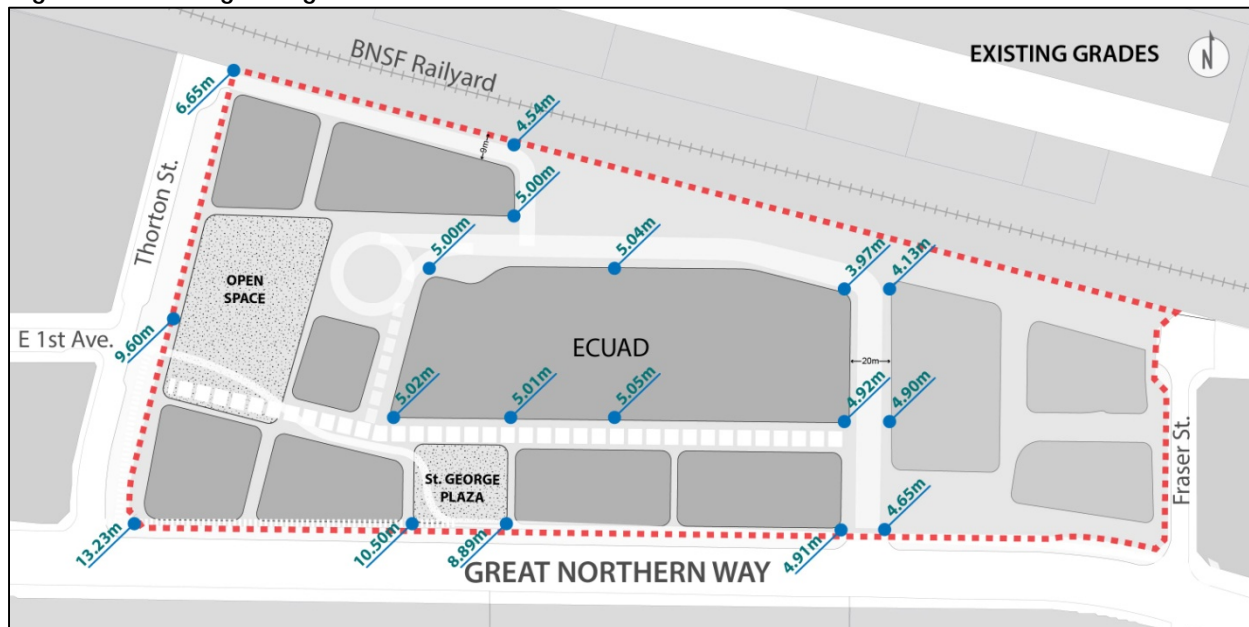 EXISTING GRADES
N
BNSF Railyard
6.65m
4.54m
9m
5.00m
Thorton St.
5.00m
5.04m
3.97m
4.13m
OPEN
SPACE
9.60m
E 1st Ave.
ECUAD
20m
5.02m
5.01m
5.05m
4.92m
4.90m
Fraser St.
St. GEORGE
PLAZA
13.23m
10.50m
8.89m
4.91m
4.65m
GREAT NORTHERN WAY